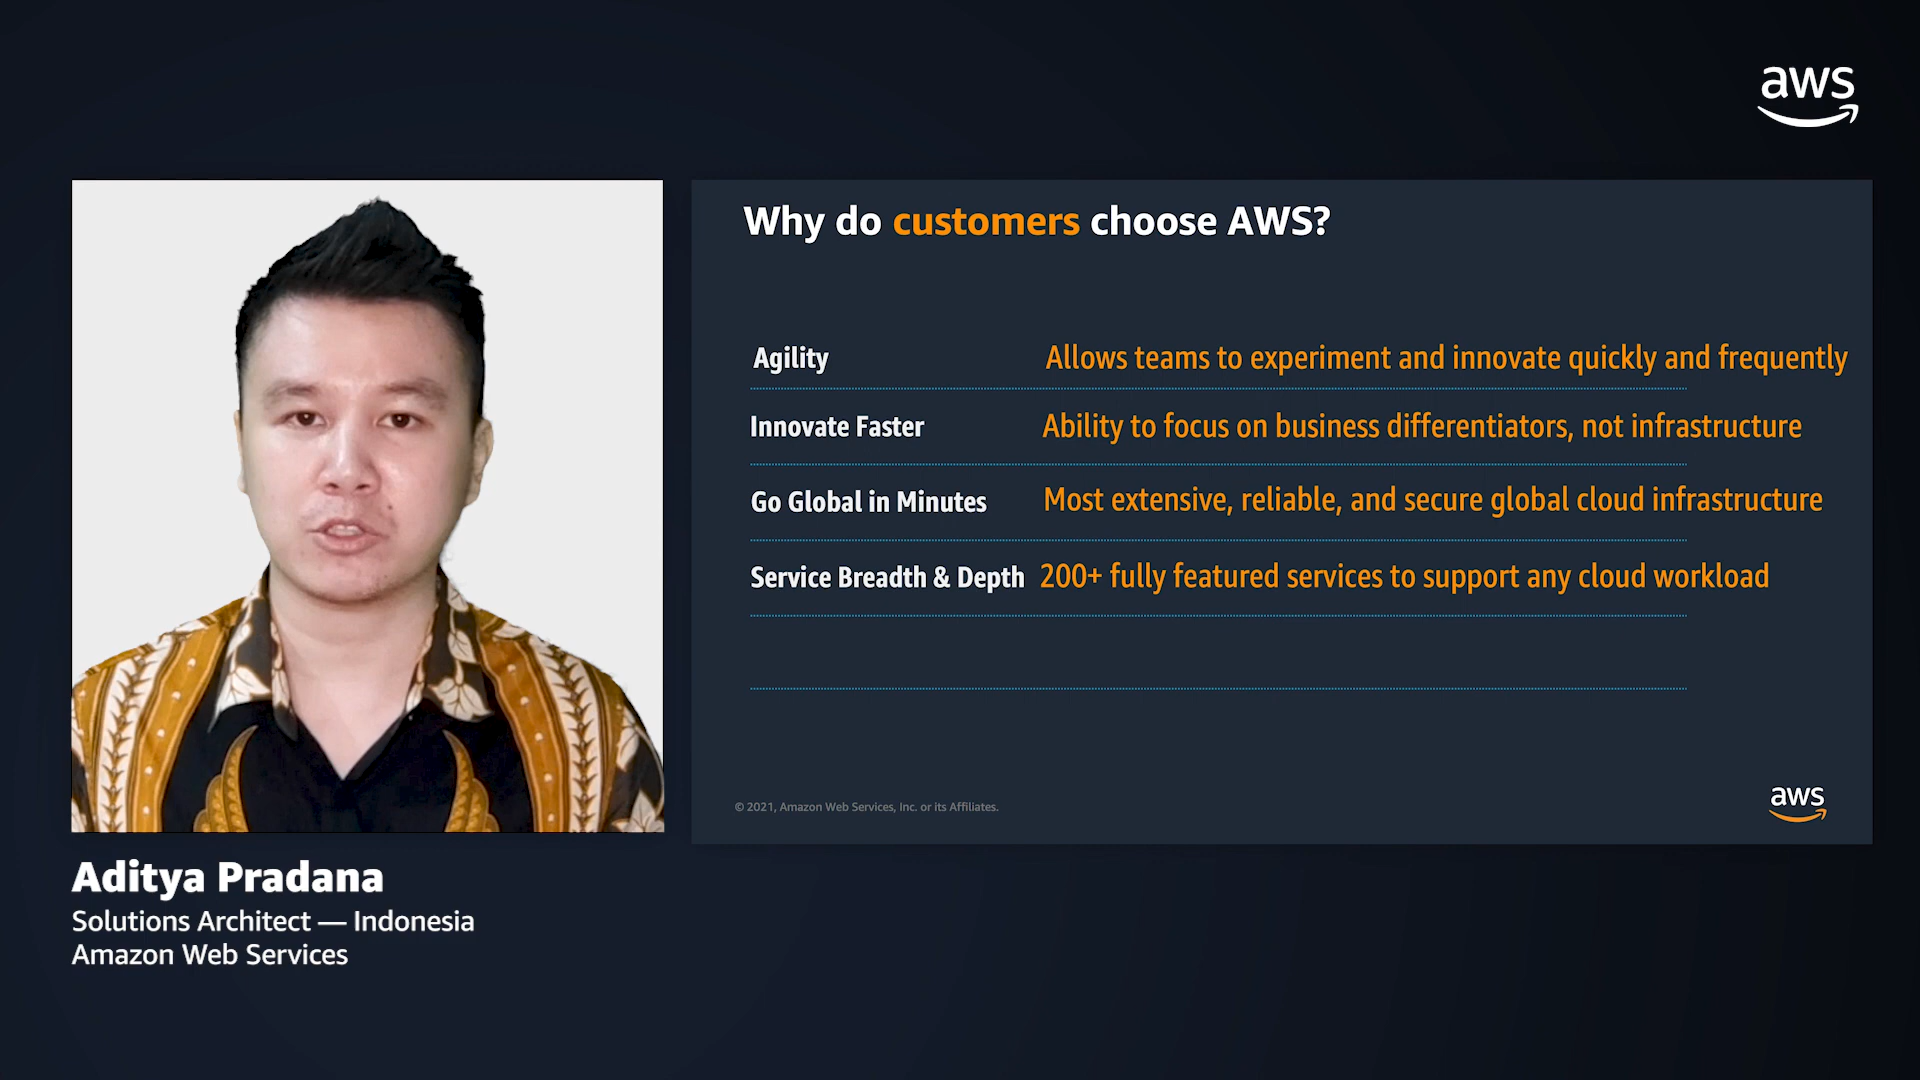 aws
Why do customers choose AWS?
Agility Allows teams to experiment and innovate quickly and frequently
Innovate Faster Ability to focus on business differentiators, not infrastructure
Go Global in Minutes Most extensive, reliable, and secure global cloud infrastructure
Service Breadth & Depth 200+ fully featured services to support any cloud workload
© 2021, Amazon Web Services, Inc. or its Affiliates.
aws
Aditya Pradana
Solutions Architect — Indonesia
Amazon Web Services